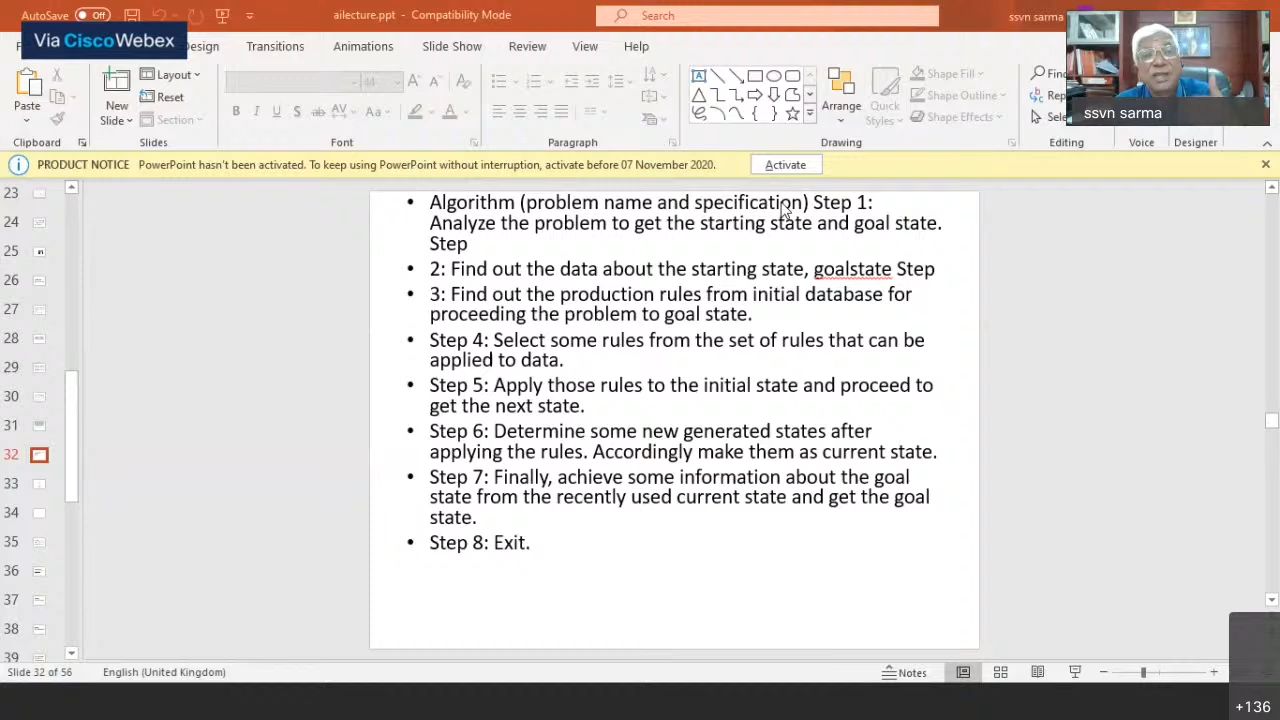 AutoSave Off
ailecture.ppt - Compatibility Mode
Search
ssvn sarma
Via CiscoWebex
Design Transitions Animations Slide Show Review View Help
Paste
New Slide
Layout
Reset
Section
44
B I U S ab AV Aa A
Arrange
Quick Styles
Shape Fill
Shape Outline
Shape Effects
Clipboard Slides Font Paragraph Drawing Editing Voice Designer
ssvn sarma
PRODUCT NOTICE PowerPoint hasn't been activated. To keep using PowerPoint without interruption, activate before 07 November 2020. Activate
23
24
25
26
27
28
29
30
31
32
33
34
35
36
37
38
39
• Algorithm (problem name and specification) Step 1:
Analyze the problem to get the starting state and goal state.
Step
• 2: Find out the data about the starting state, goalstate Step
• 3: Find out the production rules from initial database for
proceeding the problem to goal state.
• Step 4: Select some rules from the set of rules that can be
applied to data.
• Step 5: Apply those rules to the initial state and proceed to
get the next state.
• Step 6: Determine some new generated states after
applying the rules. Accordingly make them as current state.
• Step 7: Finally, achieve some information about the goal
state from the recently used current state and get the goal
state.
• Step 8: Exit.
Slide 32 of 56 English (United Kingdom) Notes
+136